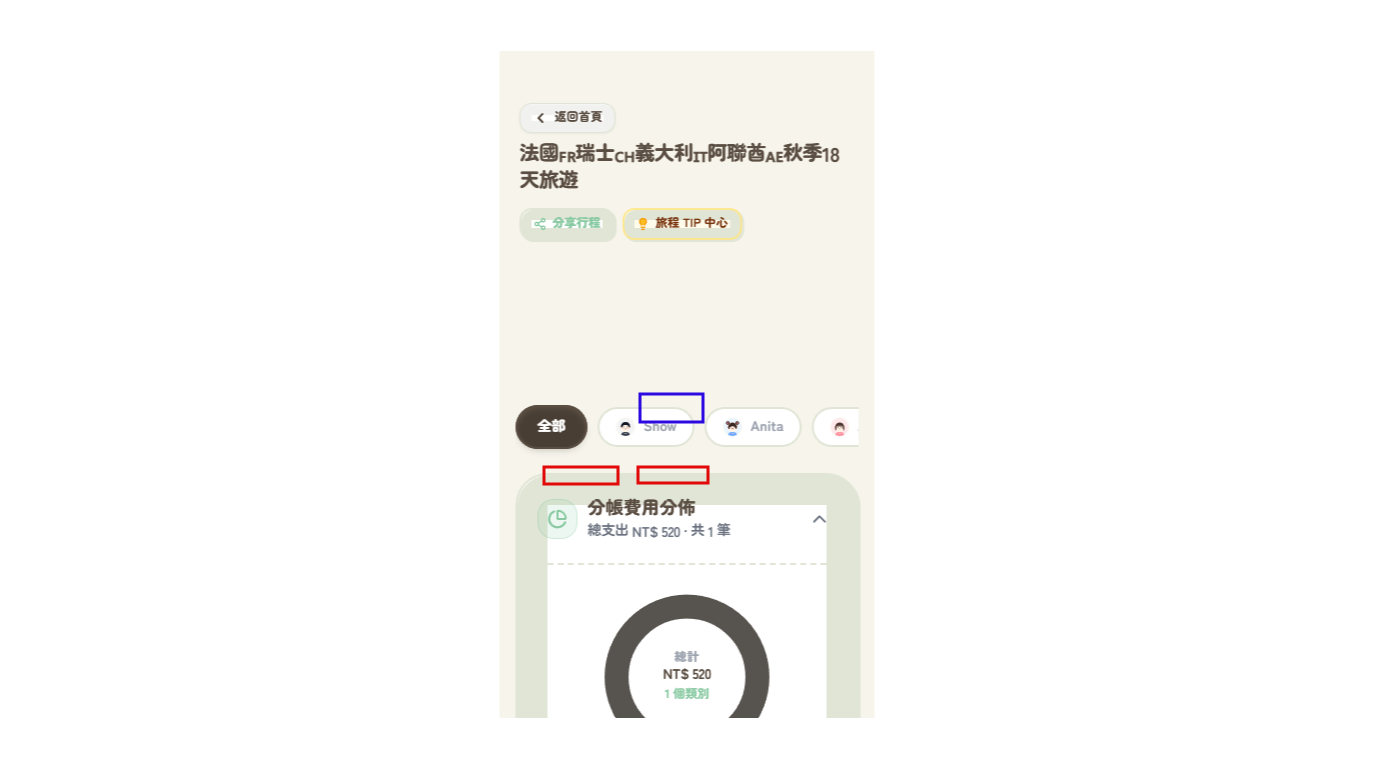 返回首頁
法國FR瑞士CH義大利IT阿聯酋AE秋季18
天旅遊
分享行程
旅程 TIP 中心
全部
Show
Anita
分帳費用分佈
總支出 NT$ 520 · 共 1 筆
總計
NT$ 520
1 個類別